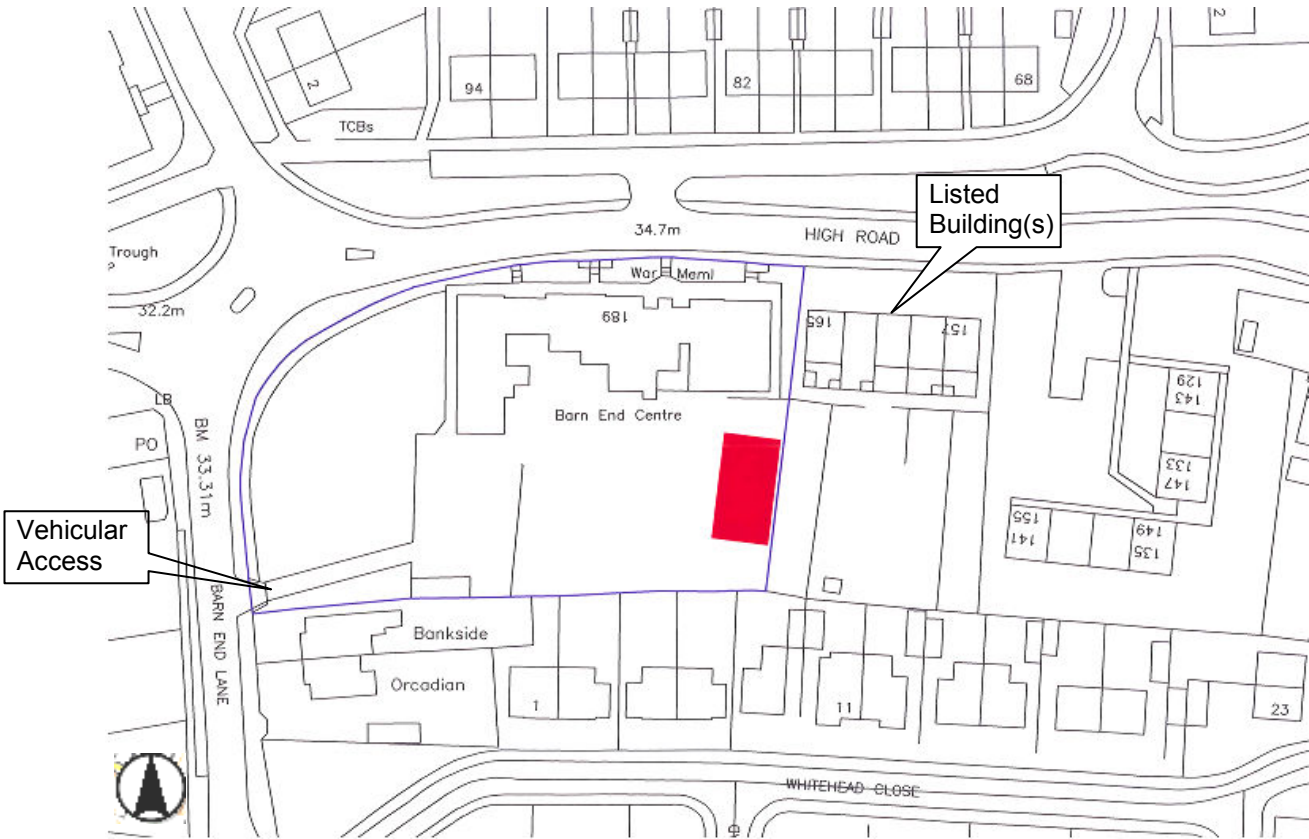 2
2
94
82
68
TCBs
Listed
Building(s)
34.7m
HIGH ROAD
Trough
32.2m
War Meml
189
165
157
129
143
LB
Barn End Centre
PO
BM 33.31m
133
147
155
141
149
135
Vehicular
Access
BARN END LANE
Bankside
Orcadian
1
11
23
WHITEHEAD CLOSE